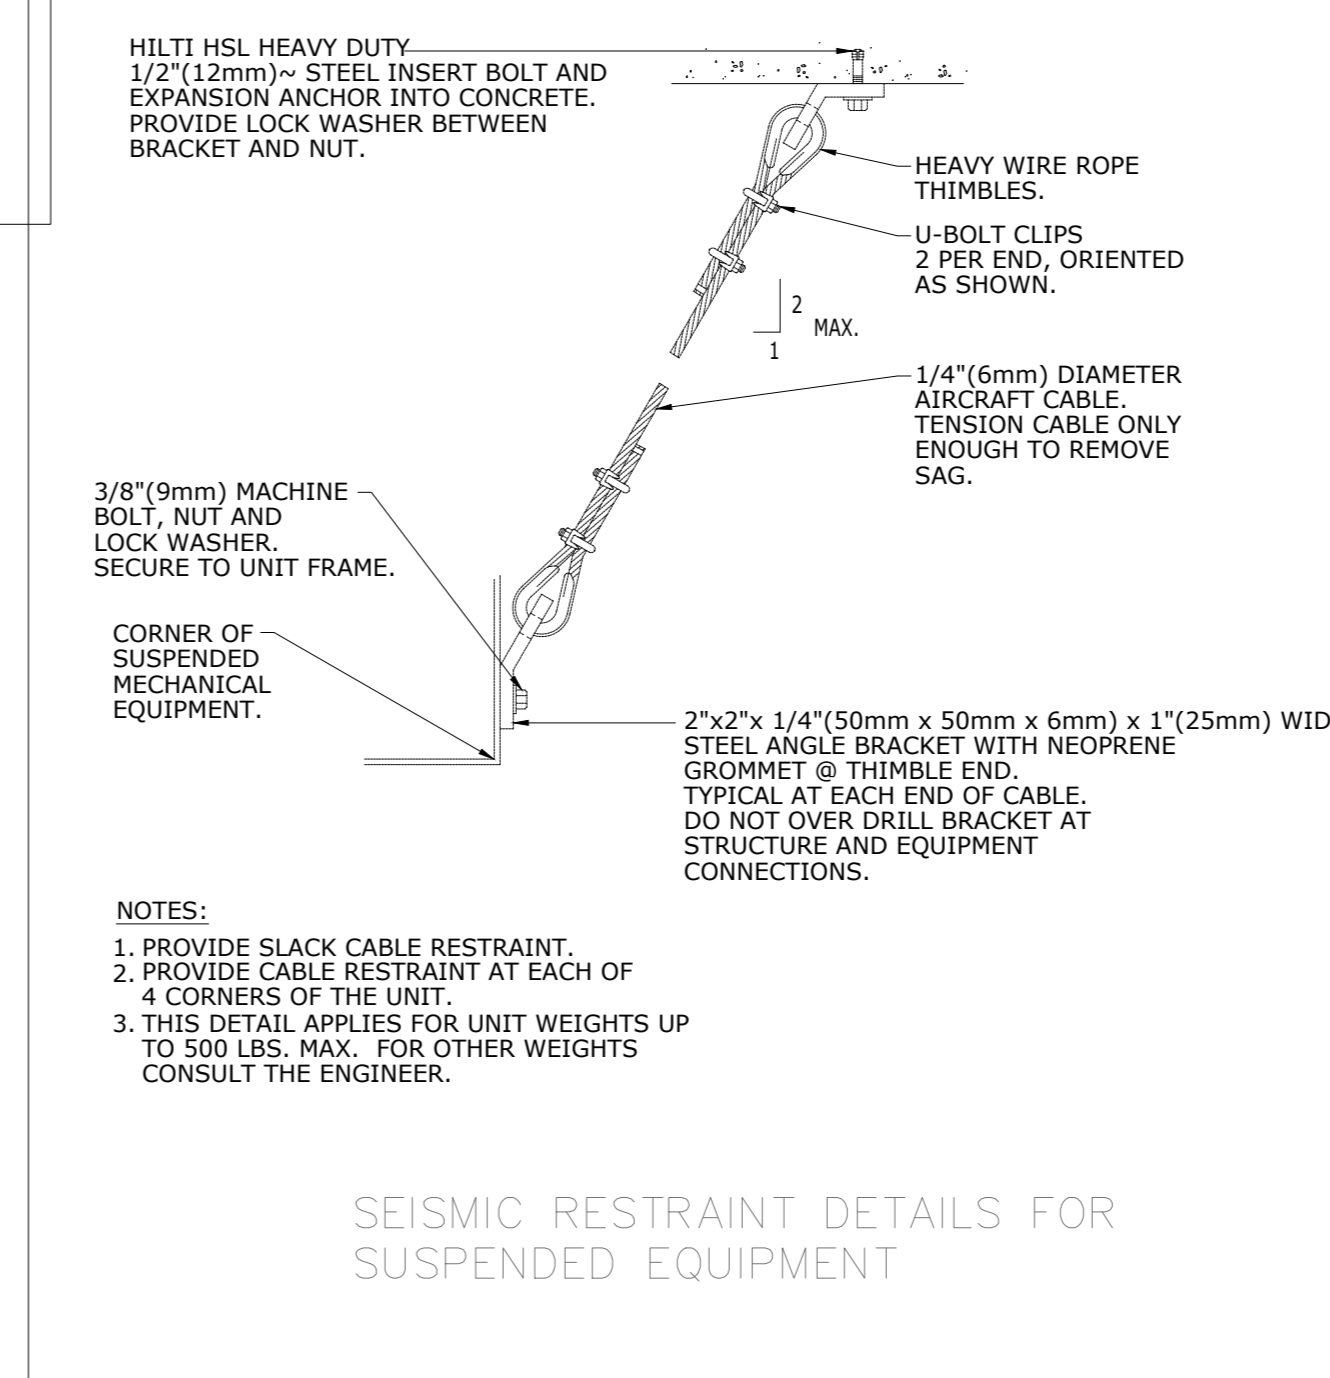 HILTI HSL HEAVY DUTY
1/2"(12mm)~ STEEL INSERT BOLT AND
EXPANSION ANCHOR INTO CONCRETE.
PROVIDE LOCK WASHER BETWEEN
BRACKET AND NUT.
HEAVY WIRE ROPE
THIMBLES.
U-BOLT CLIPS
2 PER END, ORIENTED
AS SHOWN.
2
MAX.
1
1/4"(6mm) DIAMETER
AIRCRAFT CABLE.
TENSION CABLE ONLY
ENOUGH TO REMOVE
SAG.
3/8"(9mm) MACHINE
BOLT, NUT AND
LOCK WASHER.
SECURE TO UNIT FRAME.
CORNER OF
SUSPENDED
MECHANICAL
EQUIPMENT.
2"x2"x 1/4"(50mm x 50mm x 6mm) x 1"(25mm) WID
STEEL ANGLE BRACKET WITH NEOPRENE
GROMMET @ THIMBLE END.
TYPICAL AT EACH END OF CABLE.
DO NOT OVER DRILL BRACKET AT
STRUCTURE AND EQUIPMENT
CONNECTIONS.
NOTES:
1. PROVIDE SLACK CABLE RESTRAINT.
2. PROVIDE CABLE RESTRAINT AT EACH OF
4 CORNERS OF THE UNIT.
3. THIS DETAIL APPLIES FOR UNIT WEIGHTS UP
TO 500 LBS. MAX. FOR OTHER WEIGHTS
CONSULT THE ENGINEER.
SEISMIC RESTRAINT DETAILS FOR
SUSPENDED EQUIPMENT